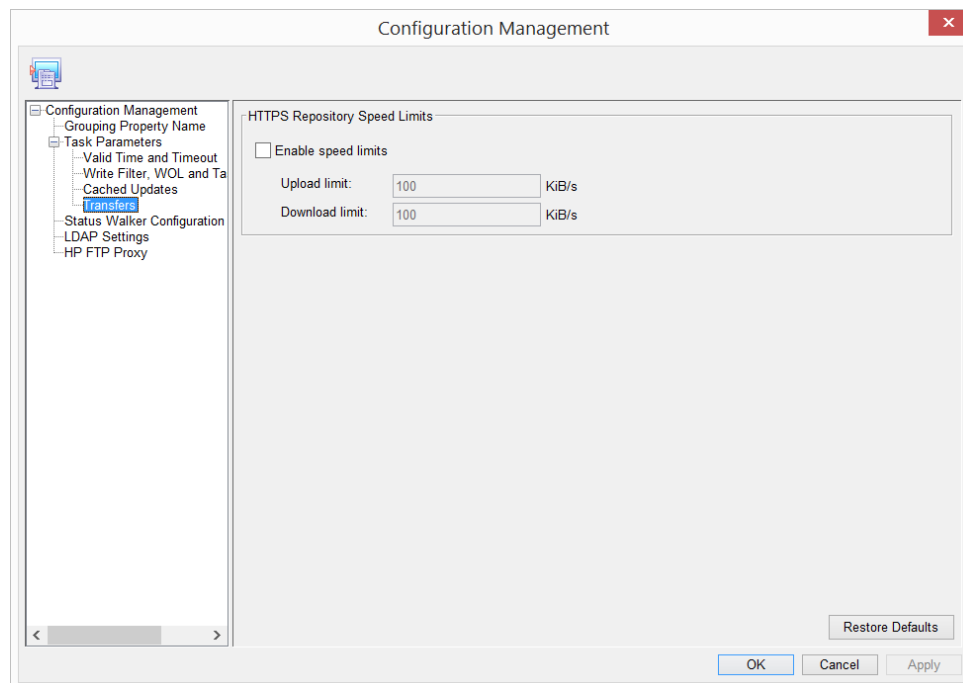 Configuration Management
Configuration Management
Grouping Property Name
Task Parameters
Valid Time and Timeout
Write Filter, WOL and Ta
Cached Updates
Transfers
Status Walker Configuration
LDAP Settings
HP FTP Proxy
HTTPS Repository Speed Limits
Enable speed limits
Upload limit: 100 KiB/s
Download limit: 100 KiB/s
Restore Defaults
OK Cancel Apply